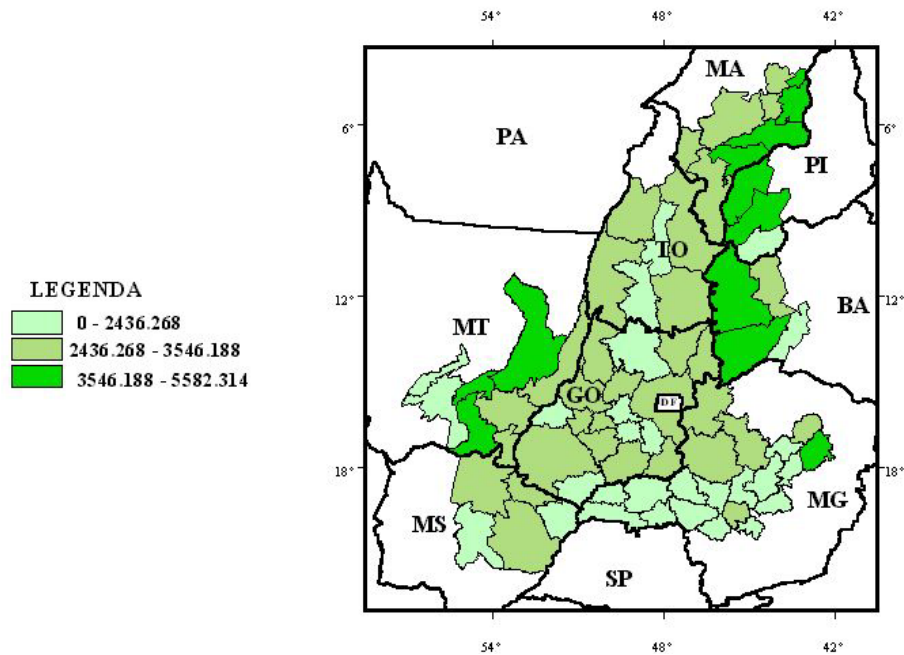 54 48 42
MA
6° PA 6°
PI
TO
LEGENDA
0 - 2436.268
2436.268 - 3546.188
3546.188 - 5582.314
12° BA 12°
MT
GO DF
18° 18°
MG
MS
SP
54 48 42